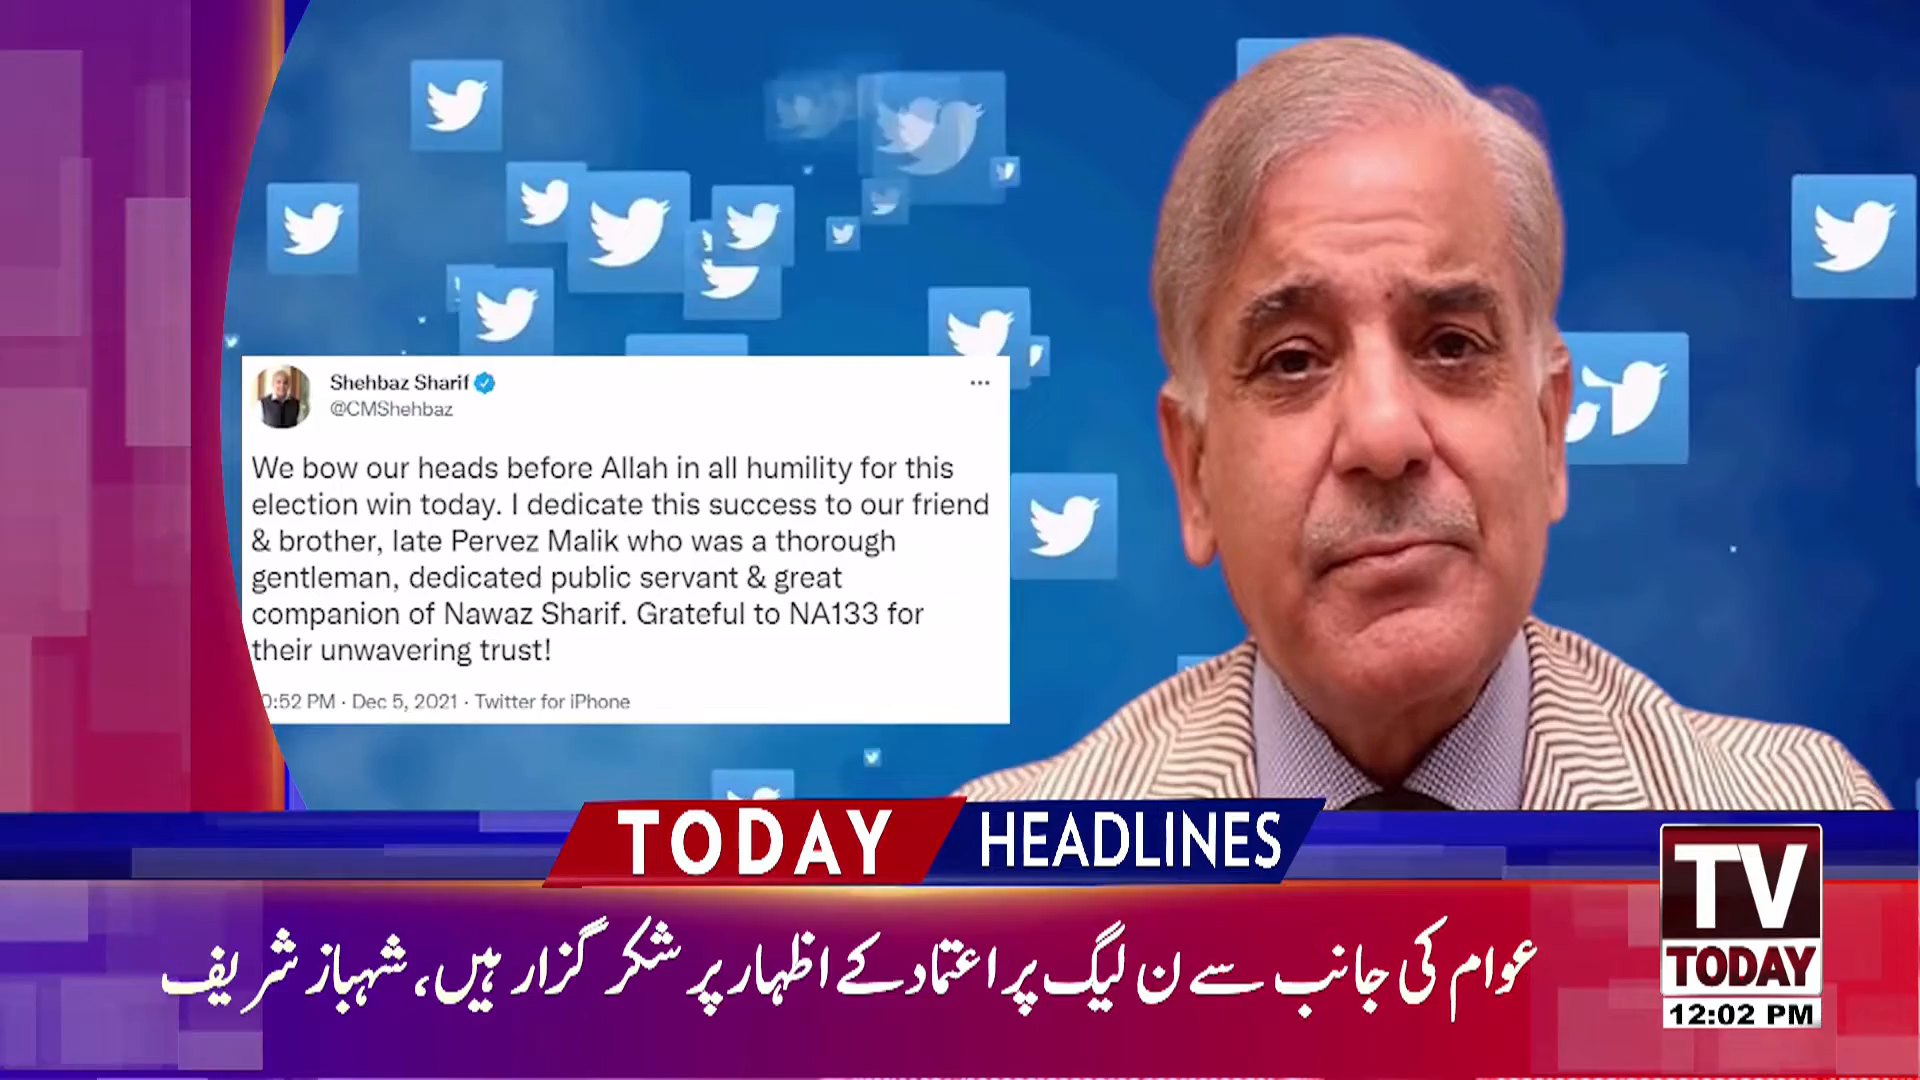 Shehbaz Sharif
@CMShehbaz
We bow our heads before Allah in all humility for this
election win today. I dedicate this success to our friend
& brother, late Pervez Malik who was a thorough
gentleman, dedicated public servant & great
companion of Nawaz Sharif. Grateful to NA133 for
their unwavering trust!
0:52 PM · Dec 5, 2021 · Twitter for iPhone
TODAY HEADLINES
عوام کی جانب سے ن لیگ پر اعتماد کے اظہار پر شکر گزار ہیں، شہباز شریف
TV
TODAY
12:02 PM